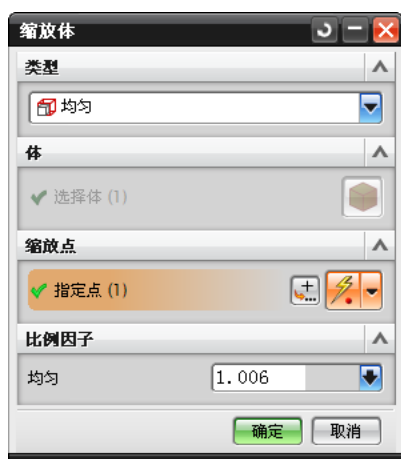 缩放体
类型
均匀
体
选择体 (1)
缩放点
指定点 (1)
比例因子
均匀 1.006
确定 取消